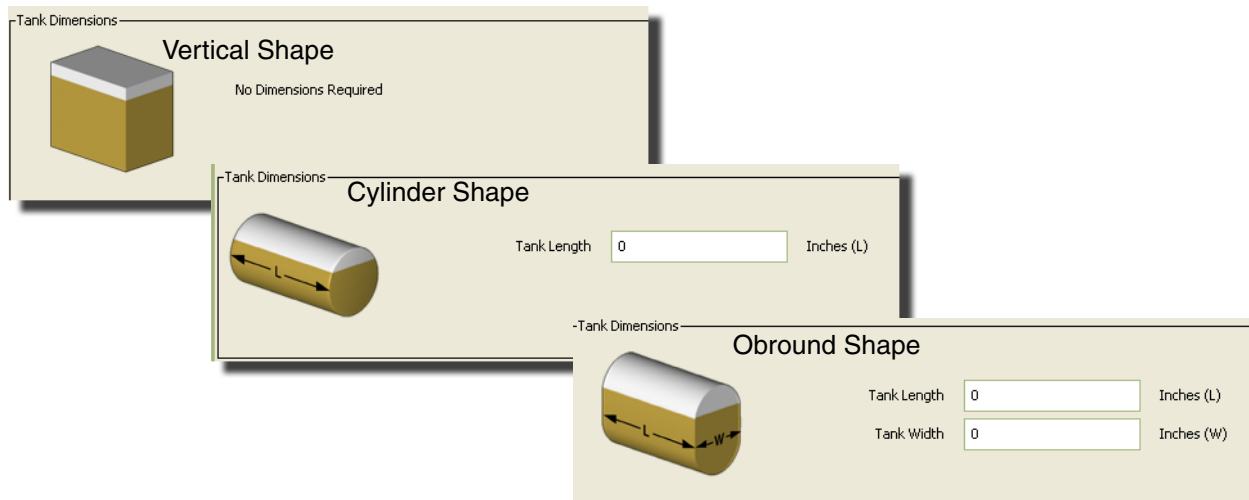 Tank Dimensions
Vertical Shape
No Dimensions Required
Tank Dimensions
Cylinder Shape
Tank Length 0 Inches (L)
L
Tank Dimensions
Obround Shape
Tank Length 0 Inches (L)
Tank Width 0 Inches (W)
L W